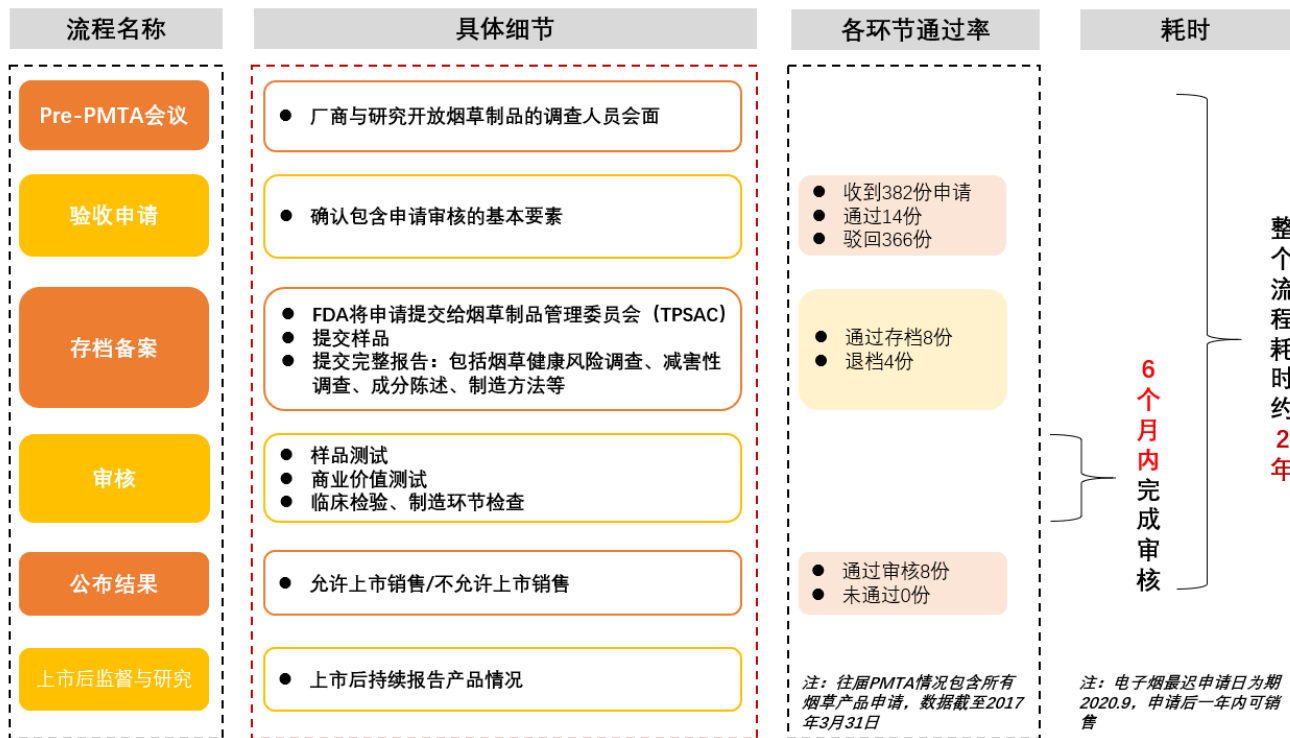 流程名称
具体细节
各环节通过率
耗时
Pre-PMTA会议
● 厂商与研究开放烟草制品的调查人员会面
验收申请
● 确认包含申请审核的基本要素
● 收到382份申请
● 通过14份
● 驳回366份
存档备案
● FDA将申请提交给烟草制品管理委员会（TPSAC）
● 提交样品
● 提交完整报告：包括烟草健康风险调查、减害性
调查、成分陈述、制造方法等
● 通过存档8份
● 退档4份
审核
● 样品测试
● 商业价值测试
● 临床检验、制造环节检查
6个月内完成审核
整个流程耗时约2年
公布结果
● 允许上市销售/不允许上市销售
● 通过审核8份
● 未通过0份
上市后监督与研究
● 上市后持续报告产品情况
注：往届PMTA情况包含所有
烟草产品申请，数据截至2017
年3月31日
注：电子烟最迟申请日为期
2020.9，申请后一年内可销
售